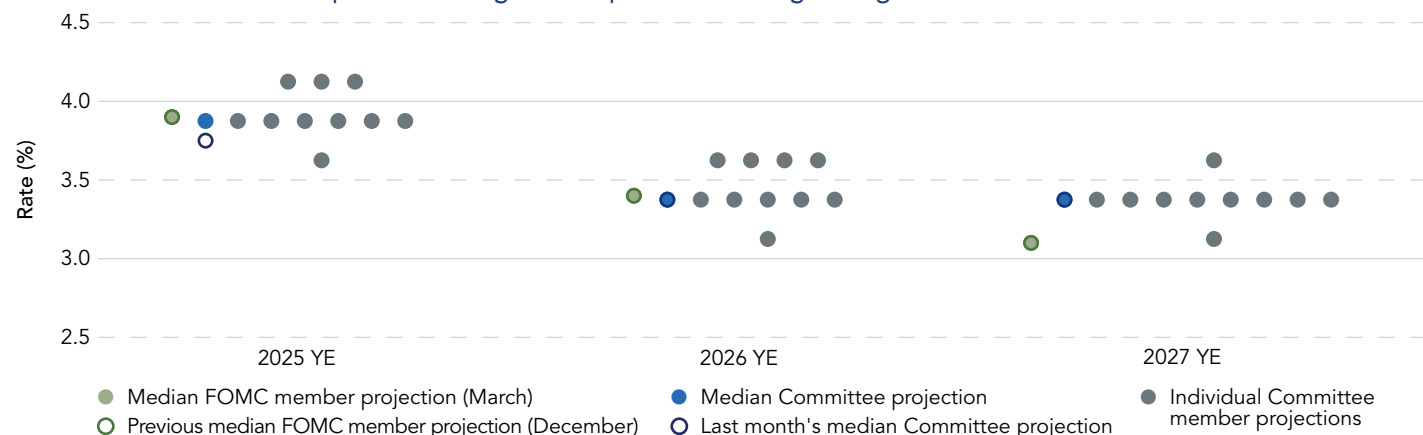 4.5
4.0
3.5
3.0
2.5
Rate (%)
2025 YE
2026 YE
2027 YE
Median FOMC member projection (March)
Median Committee projection
Individual Committee
member projections
Previous median FOMC member projection (December)
Last month's median Committee projection